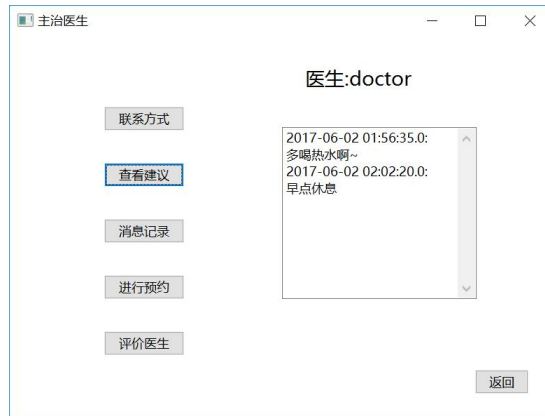 主治医生
医生:doctor
联系方式
查看建议
消息记录
进行预约
评价医生
2017-06-02 01:56:35.0:
多喝热水啊~
2017-06-02 02:02:20.0:
早点休息
返回